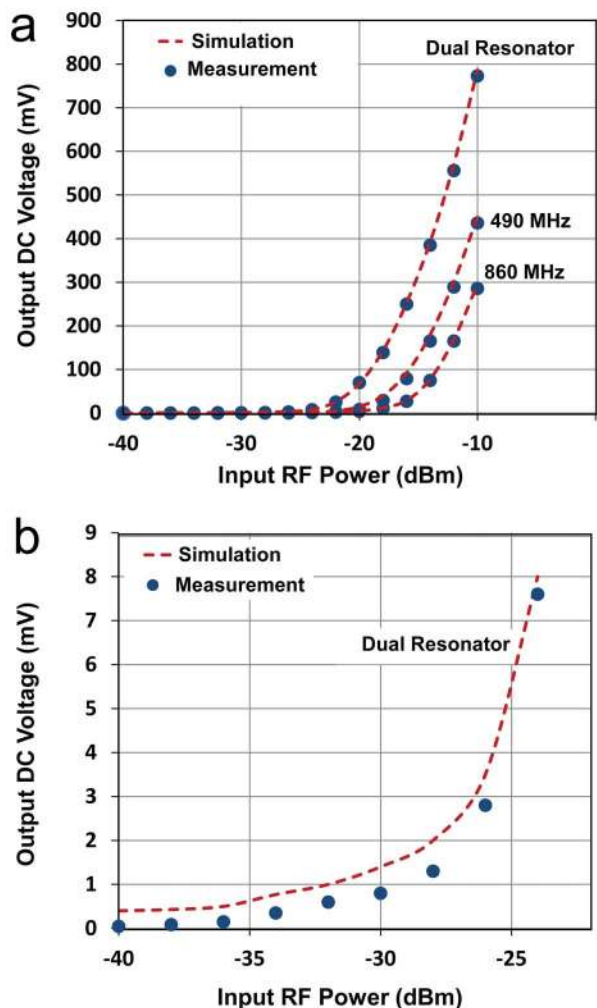 a
900
Simulation
Dual Resonator
800
Measurement
700
600
500
490 MHz
400
860 MHz
300
200
100
0
-40
-30
-20
-10
Output DC Voltage (mV)
Input RF Power (dBm)
b
9
Simulation
8
Measurement
7
Dual Resonator
6
5
4
3
2
1
0
-40
-35
-30
-25
Output DC Voltage (mV)
Input RF Power (dBm)